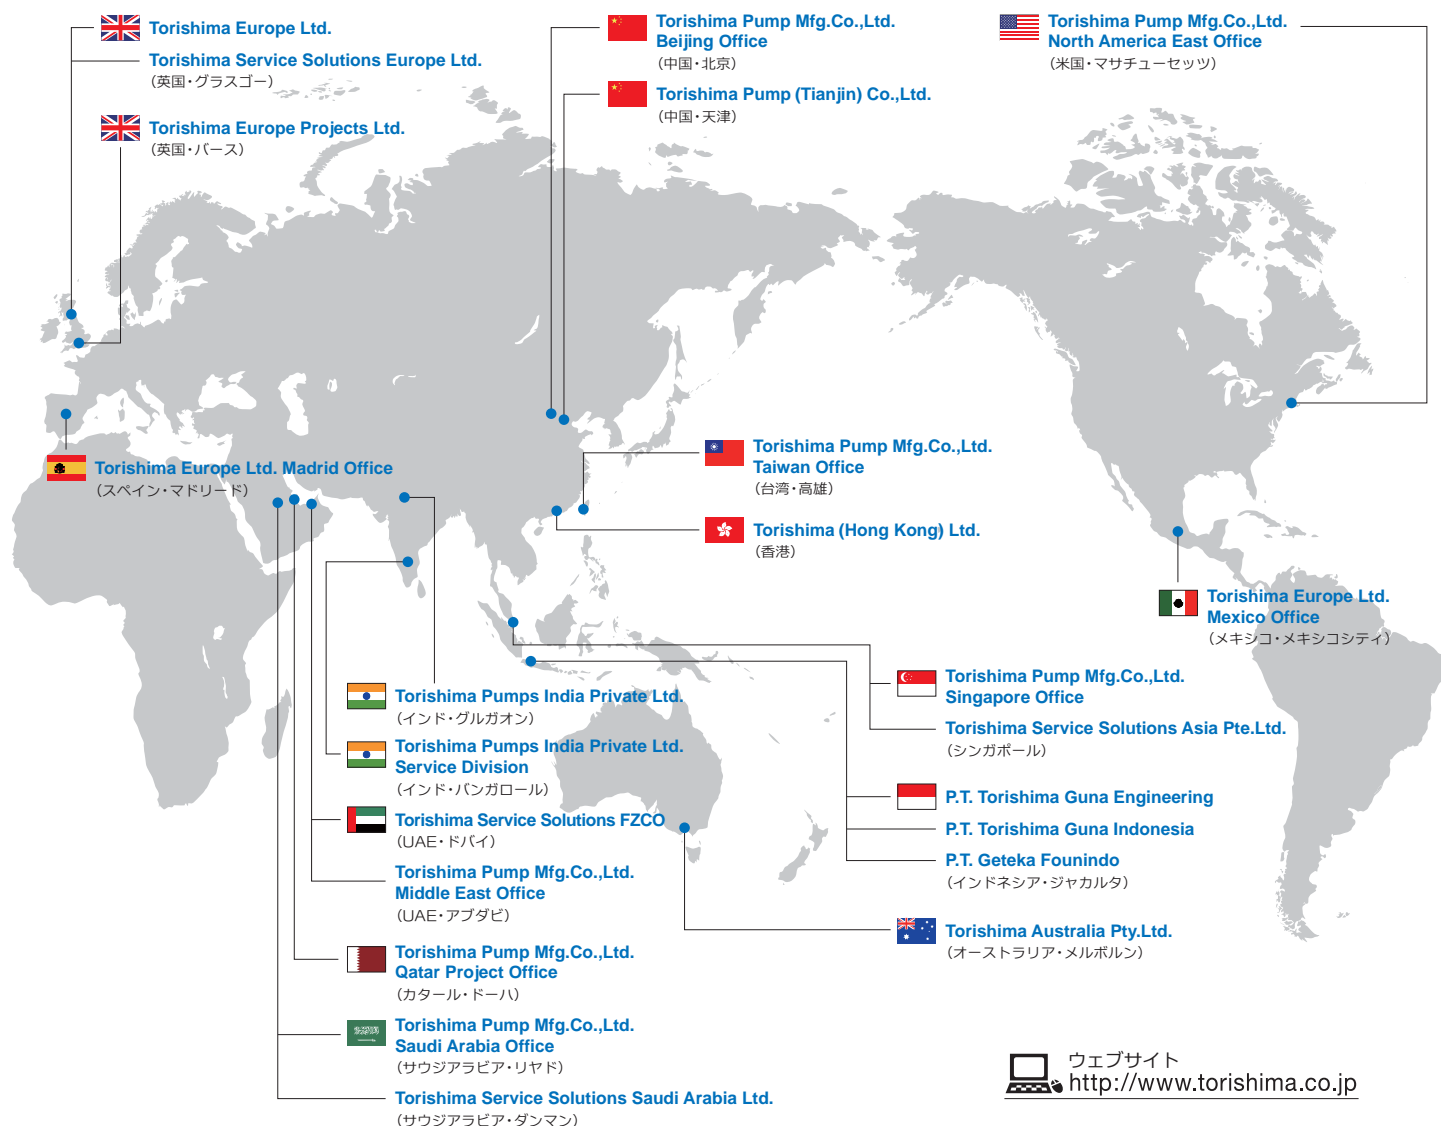 Torishima Europe Ltd.
Torishima Service Solutions Europe Ltd.
（英国・グラスゴー）
Torishima Europe Projects Ltd.
（英国・バース）
Torishima Pump Mfg.Co.,Ltd.
Beijing Office
（中国・北京）
Torishima Pump (Tianjin) Co.,Ltd.
（中国・天津）
Torishima Pump Mfg.Co.,Ltd.
North America East Office
（米国・マサチューセッツ）
Torishima Europe Ltd. Madrid Office
（スペイン・マドリード）
Torishima Pump Mfg.Co.,Ltd.
Taiwan Office
（台湾・高雄）
Torishima (Hong Kong) Ltd.
（香港）
Torishima Europe Ltd.
Mexico Office
（メキシコ・メキシコシティ）
Torishima Pumps India Private Ltd.
（インド・グルガオン）
Torishima Pumps India Private Ltd.
Service Division
（インド・バンガロール）
Torishima Service Solutions FZCO
（UAE・ドバイ）
Torishima Pump Mfg.Co.,Ltd.
Middle East Office
（UAE・アブダビ）
Torishima Pump Mfg.Co.,Ltd.
Qatar Project Office
（カタール・ドーハ）
Torishima Pump Mfg.Co.,Ltd.
Saudi Arabia Office
（サウジアラビア・リヤド）
Torishima Service Solutions Saudi Arabia Ltd.
（サウジアラビア・ダンマン）
Torishima Pump Mfg.Co.,Ltd.
Singapore Office
Torishima Service Solutions Asia Pte.Ltd.
（シンガポール）
P.T. Torishima Guna Engineering
P.T. Torishima Guna Indonesia
P.T. Geteka Founindo
（インドネシア・ジャカルタ）
Torishima Australia Pty.Ltd.
（オーストラリア・メルボルン）
ウェブサイト
http://www.torishima.co.jp